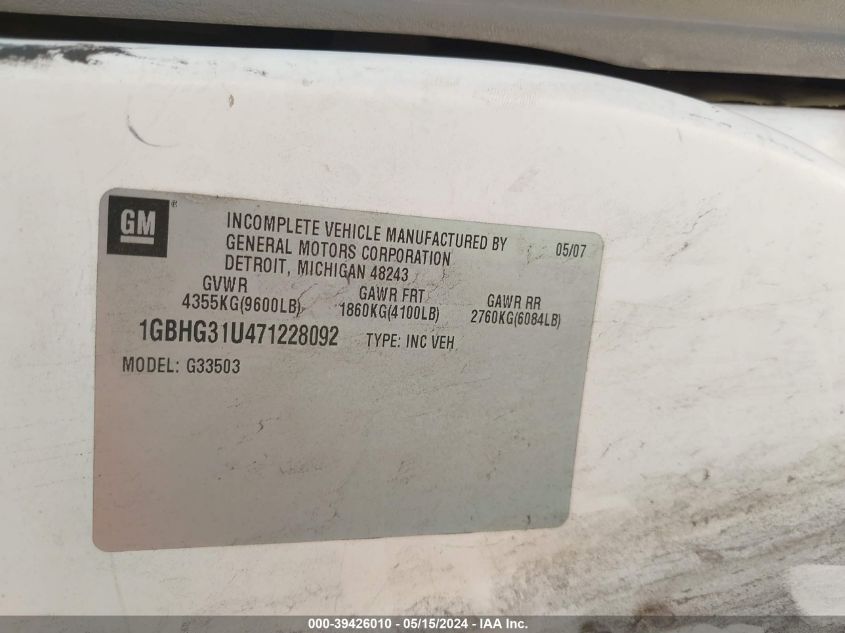 GM®
INCOMPLETE VEHICLE MANUFACTURED BY 05/07
GENERAL MOTORS CORPORATION
DETROIT, MICHIGAN 48243
GVWR GAWR FRT GAWR RR
4355KG(9600LB) 1860KG(4100LB) 2760KG(6084LB)
1GBHG31U471228092 TYPE: INC VEH
MODEL: G33503
000-39426010 - 05/15/2024 - IAA Inc.